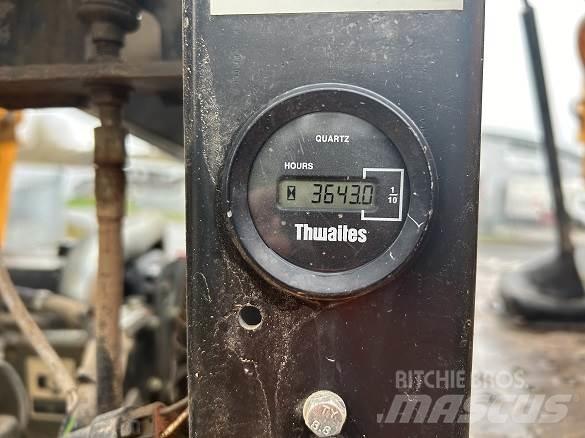 QUARTZ
HOURS
3643.0
1/10
Thwaites
8.8
RITCHIE BROS.
MASCUS